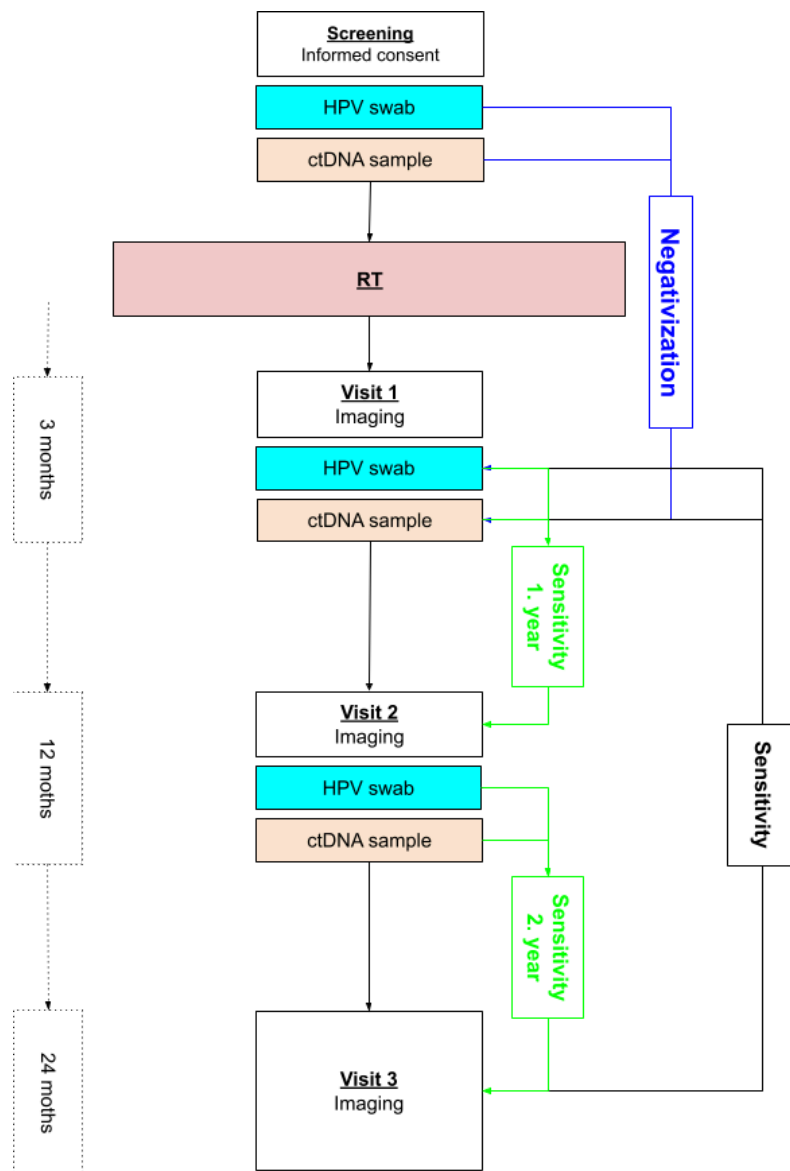 Screening
Informed consent
HPV swab
ctDNA sample
Negativization
RT
Visit 1
Imaging
3 months
HPV swab
ctDNA sample
Sensitivity
1. year
Visit 2
Imaging
12 moths
Sensitivity
HPV swab
ctDNA sample
Sensitivity
2. year
Visit 3
Imaging
24 moths